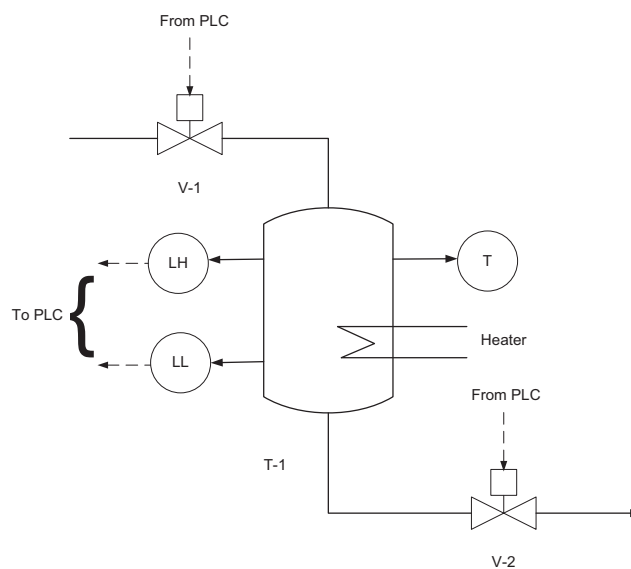 From PLC
V-1
LH
T
To PLC
Heater
LL
From PLC
T-1
V-2